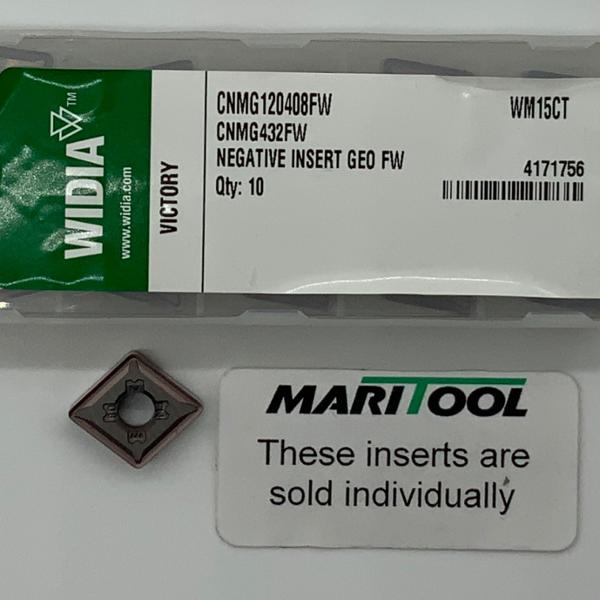 WIDIA™
www.widia.com
VICTORY
CNMG120408FW
WM15CT
CNMG432FW
NEGATIVE INSERT GEO FW
4171756
Qty: 10
MARITOOL
These inserts are
sold individually